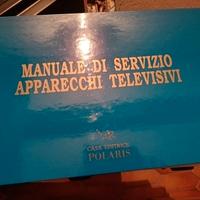 MANUALE DI SERVIZIO
APPARECCHI TELEVISIVI
CASA EDITRICE
POLARIS